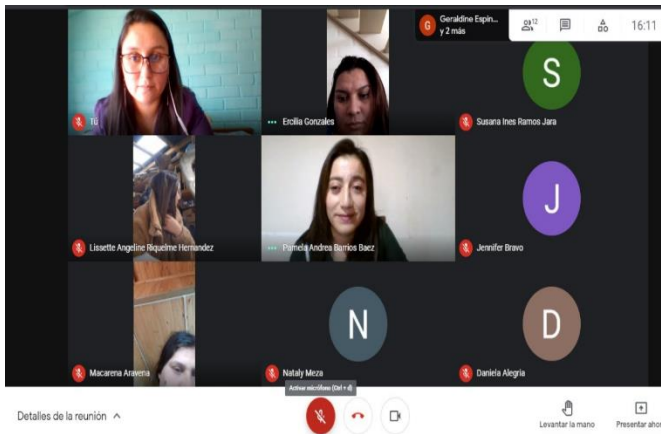 G Geraldine Espin...
y 2 más
12
16:11
Tú
Ercilia Gonzales
S
Susana Ines Ramos Jara
Lissette Angeline Riquelme Hernandez
Pamela Andrea Barrios Baez
J
Jennifer Bravo
Macarena Aravena
N
Nataly Meza
D
Daniela Alegria
Activar micrófono (Ctrl + d)
Detalles de la reunión
Levantar la mano
Presentar ahor